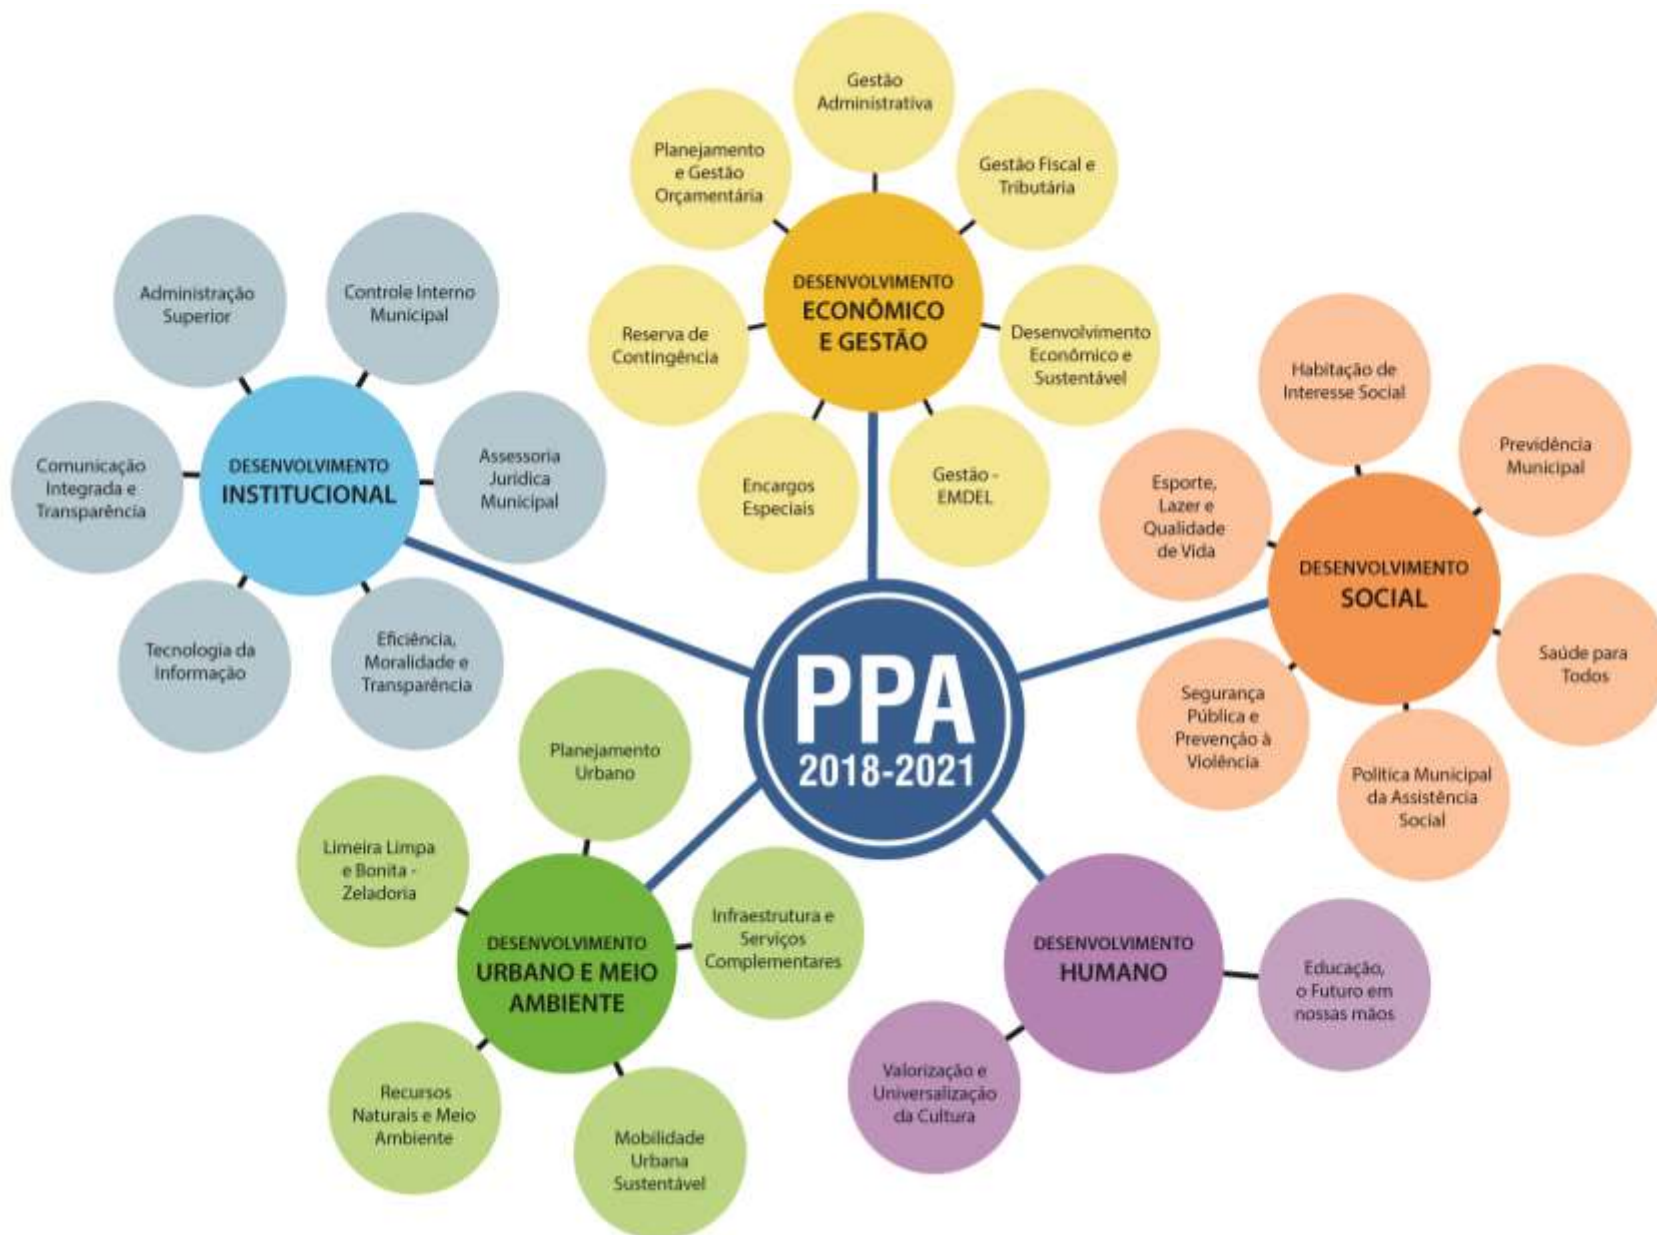 Gestão
Administrativa
Planejamento
e Gestão
Orçamentária
Gestão Fiscal e
Tributária
Reserva de
Contingência
DESENVOLVIMENTO
ECONÔMICO
E GESTÃO
Desenvolvimento
Econômico e
Sustentável
Encargos
Especiais
Gestão -
EMDEL
Administração
Superior
Controle Interno
Municipal
Comunicação
Integrada e
Transparência
DESENVOLVIMENTO
INSTITUCIONAL
Assessoria
Jurídica
Municipal
Tecnologia da
Informação
Eficiência,
Moralidade e
Transparência
Habitação de
Interesse Social
Previdência
Municipal
Esporte,
Lazer e
Qualidade
de Vida
DESENVOLVIMENTO
SOCIAL
Saúde para
Todos
Segurança
Pública e
Prevenção à
Violência
Política Municipal
da Assistência
Social
PPA
2018-2021
Planejamento
Urbano
Limeira Limpa
e Bonita -
Zeladoria
DESENVOLVIMENTO
URBANO E MEIO
AMBIENTE
Infraestrutura e
Serviços
Complementares
Recursos
Naturais e Meio
Ambiente
Mobilidade
Urbana
Sustentável
DESENVOLVIMENTO
HUMANO
Educação,
o Futuro em
nossas mãos
Valorização e
Universalização
da Cultura